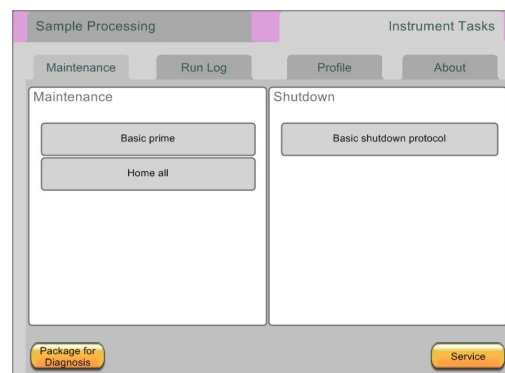 Sample Processing
Instrument Tasks
Maintenance
Run Log
Profile
About
Maintenance
Shutdown
Basic prime
Basic shutdown protocol
Home all
Package for
Diagnosis
Service